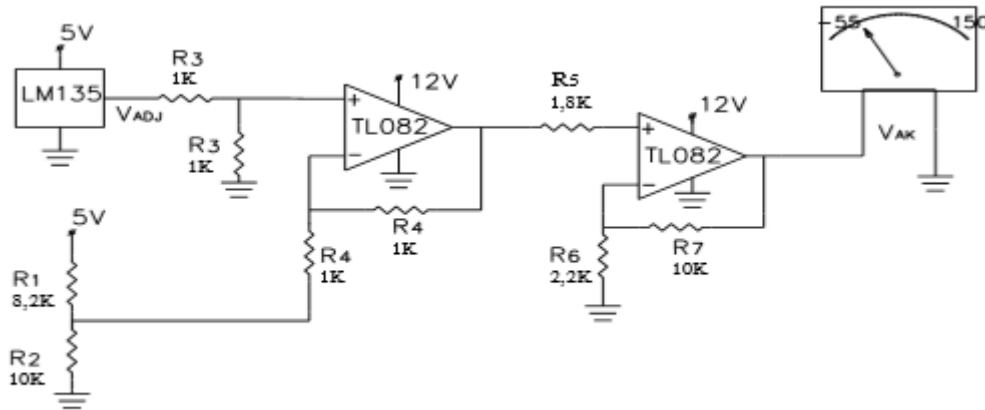 5V
LM135
VADJ
R3
1K
R3
1K
+
TL082
-
12V
R4
1K
R4
1K
5V
R1
8,2K
R2
10K
R5
1,8K
+
TL082
-
12V
R6
2,2K
R7
10K
-55
150
VAK